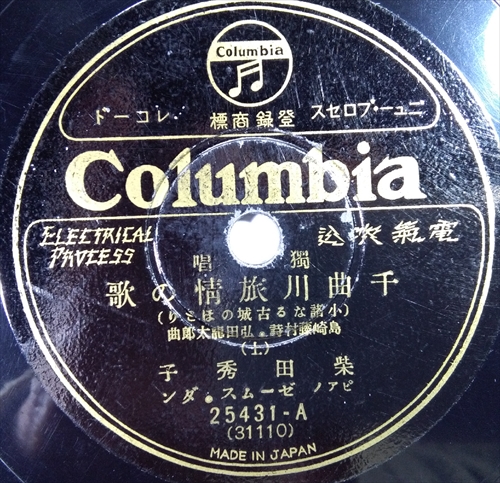 Columbia
ニユー・プロセス 登録商標 レコード
Columbia
ELECTRICAL
PROCESS
電氣吹込
獨唱
千曲川旅情の歌
(小諸なる古城のほとり)
島崎藤村詩・弘田龍太郎曲
(上)
柴田秀子
ピアノ ゼームス・ダン
25431-A
(31110)
MADE IN JAPAN